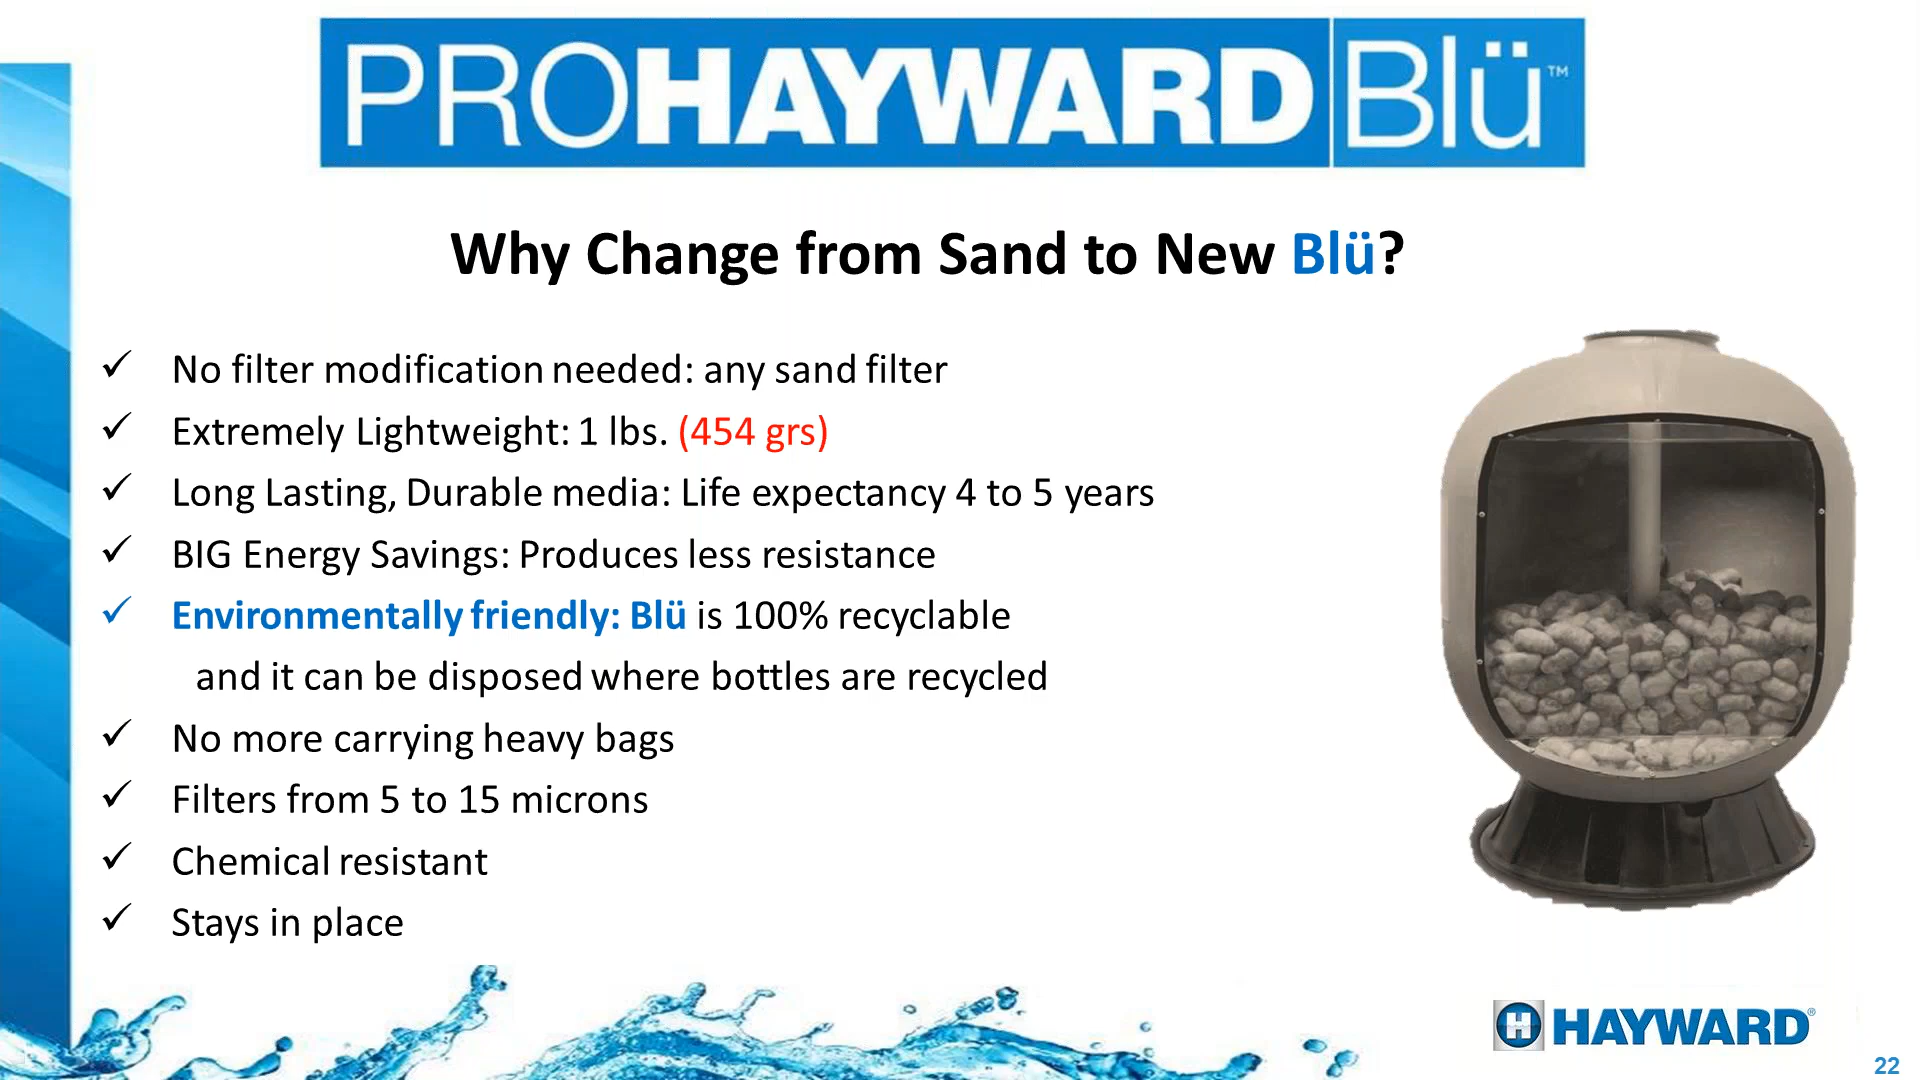 PROHAYWARD Blü™
Why Change from Sand to New Blü?
✓ No filter modification needed: any sand filter
✓ Extremely Lightweight: 1 lbs. (454 grs)
✓ Long Lasting, Durable media: Life expectancy 4 to 5 years
✓ BIG Energy Savings: Produces less resistance
✓ Environmentally friendly: Blü is 100% recyclable
and it can be disposed where bottles are recycled
✓ No more carrying heavy bags
✓ Filters from 5 to 15 microns
✓ Chemical resistant
✓ Stays in place
H HAYWARD®
22